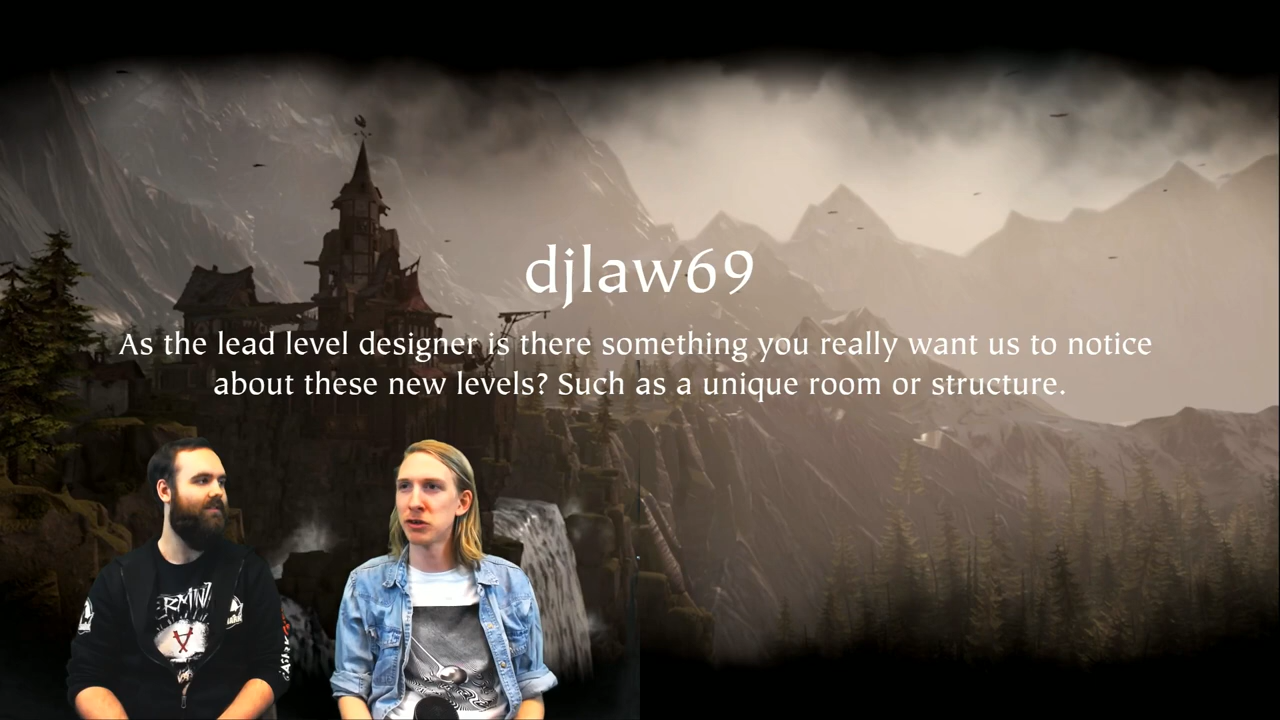 djlaw69
As the lead level designer is there something you really want us to notice
about these new levels? Such as a unique room or structure.